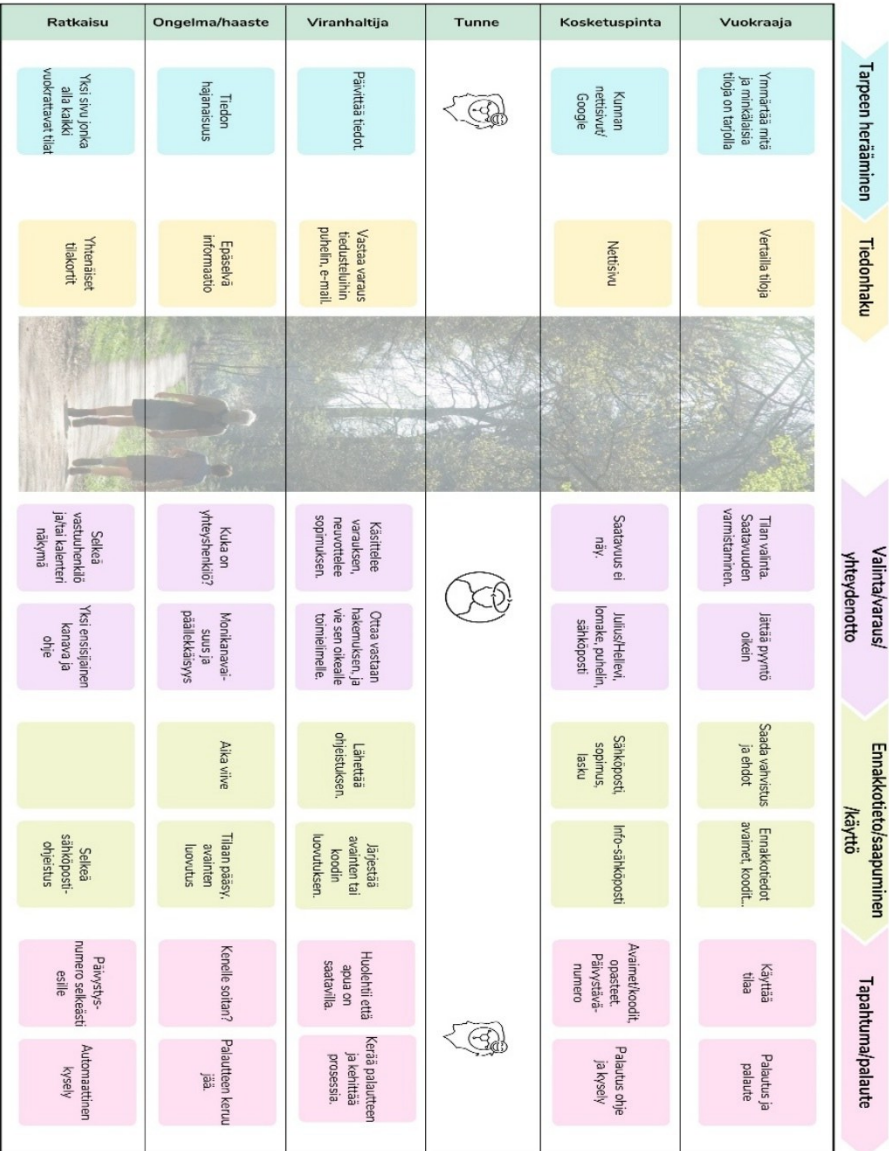 Tarpeen herääminen
Tiedonhaku
Valinta/varaus/
yhteydenotto
Ennakkotieto/saapuminen
/käyttö
Tapahtuma/palaute
Vuokraaja
Ymmärtää mitä
ja minkälaisia
tiloja on tarjolla
Vertailla tiloja
Tilan valinta.
Saatavuuden
varmistaminen.
Jättää pyyntö
oikein
Saada vahvistus
ja ehdot
Ennakkotiedot
avaimet, koodit...
Käyttää
tilaa
Palautus ja
palaute
Kosketuspinta
Kunnan
nettisivut/
Google
Nettisivu
Saatavuus ei
näy.
Julius/Hellevi,
lomake, puhelin,
sähköposti
Sähköposti,
sopimus,
lasku
Info-sähköposti
Avaimet/koodit,
opasteet.
Päivystävä-
numero
Palautus ohje
ja kysely
Tunne
Viranhaltija
Päivittää tiedot.
Vastaa varaus
tiedusteluihin
puhelin, e-mail.
Käsittelee
varauksen,
neuvottelee
sopimuksen.
Ottaa vastaan
hakemuksen, ja
vie sen oikealle
toimielimelle.
Lähettää
ohjeistuksen.
Järjestää
avainten tai
koodin
luovutuksen.
Huolehtii että
apua on
saatavilla.
Kerää palautteen
ja kehittää
prosessia.
Ongelma/haaste
Tiedon
hajanaisuus
Epäselvä
informaatio
Kuka on
yhteyshenkilö?
Monikanavai-
suus ja
päällekkäisyys
Aika viive
Tilaan pääsy,
avainten
luovutus
Kenelle soitan?
Palautteen keruu
jää.
Ratkaisu
Yksi sivu jonka
alla kaikki
vuokrattavat tilat
Yhtenäiset
tilakortit
Selkeä
vastuuhenkilö
ja/tai kalenteri
näkymä
Yksi ensisijainen
kanava ja
ohje
Selkeä
sähköposti-
ohjeistus
Päivystys-
numero selkeästi
esille
Automaattinen
kysely